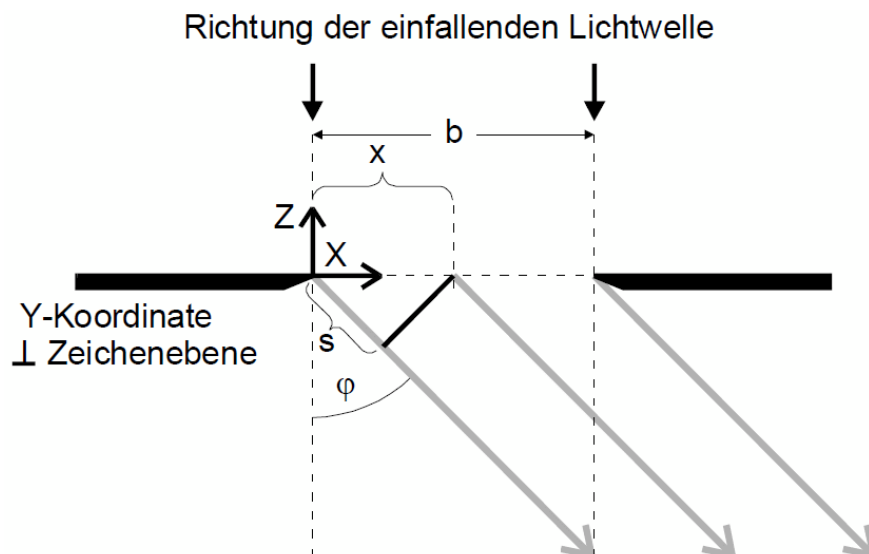 Richtung der einfallenden Lichtwelle
b
x
Z
X
Y-Koordinate
⊥ Zeichenebene
s
φ